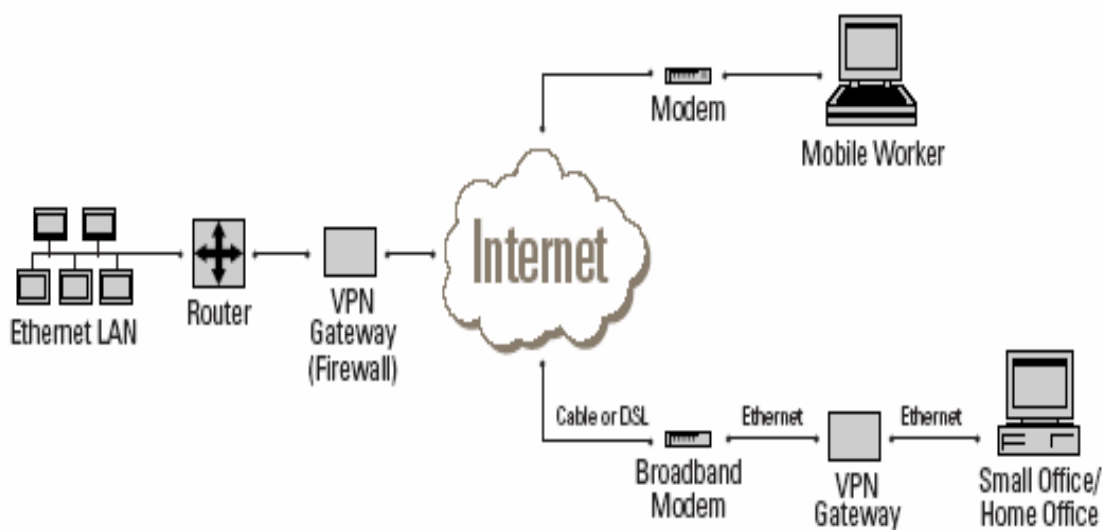 Modem
Mobile Worker
Internet
Ethernet LAN
Router
VPN
Gateway
(Firewall)
Cable or DSL
Ethernet
Ethernet
Broadband
Modem
VPN
Gateway
Small Office/
Home Office